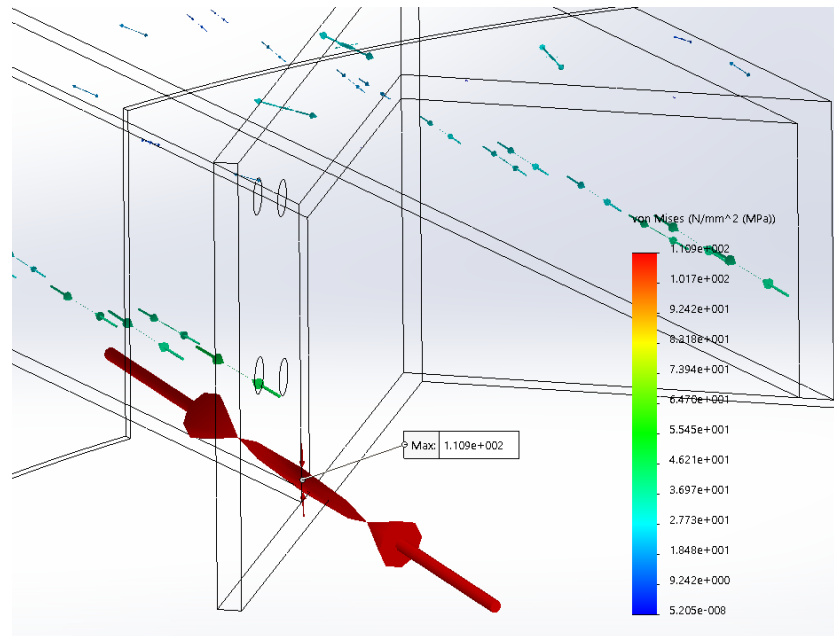 von Mises (N/mm^2 (MPa))
1.109e+002
1.017e+002
9.242e+001
8.318e+001
7.394e+001
6.470e+001
5.545e+001
4.621e+001
3.697e+001
2.773e+001
1.848e+001
9.242e+000
5.205e-008
Max: 1.109e+002